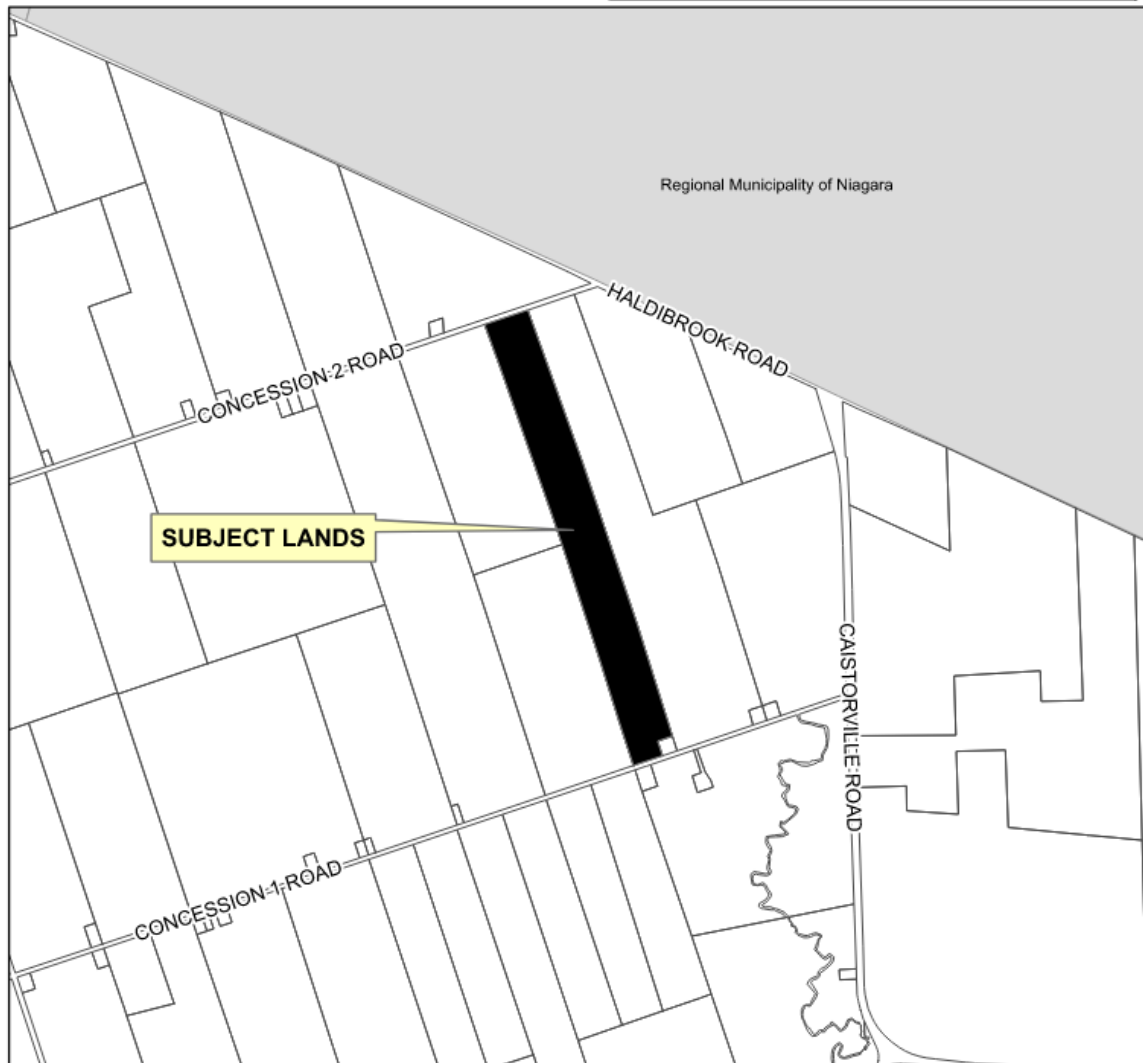 Regional Municipality of Niagara
HALDIBROOK ROAD
CONCESSION 2 ROAD
SUBJECT LANDS
CAISTORVILLE ROAD
CONCESSION 1 ROAD